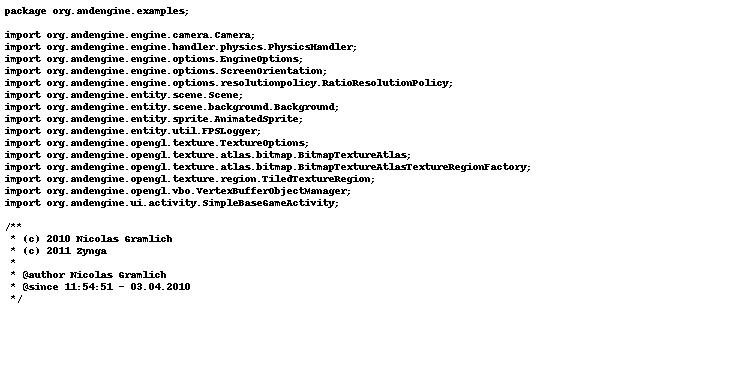 package org.andengine.examples;

import org.andengine.engine.camera.Camera;
import org.andengine.engine.handler.physics.PhysicsHandler;
import org.andengine.engine.options.EngineOptions;
import org.andengine.engine.options.ScreenOrientation;
import org.andengine.engine.options.resolutionpolicy.RatioResolutionPolicy;
import org.andengine.entity.scene.Scene;
import org.andengine.entity.scene.background.Background;
import org.andengine.entity.sprite.AnimatedSprite;
import org.andengine.entity.util.FPSLogger;
import org.andengine.opengl.texture.TextureOptions;
import org.andengine.opengl.texture.atlas.bitmap.BitmapTextureAtlas;
import org.andengine.opengl.texture.atlas.bitmap.BitmapTextureAtlasTextureRegionFactory;
import org.andengine.opengl.texture.region.TiledTextureRegion;
import org.andengine.opengl.vbo.VertexBufferObjectManager;
import org.andengine.ui.activity.SimpleBaseGameActivity;

/**
 * (c) 2010 Nicolas Gramlich
 * (c) 2011 Zynga
 *
 * @author Nicolas Gramlich
 * @since 11:54:51 - 03.04.2010
 */